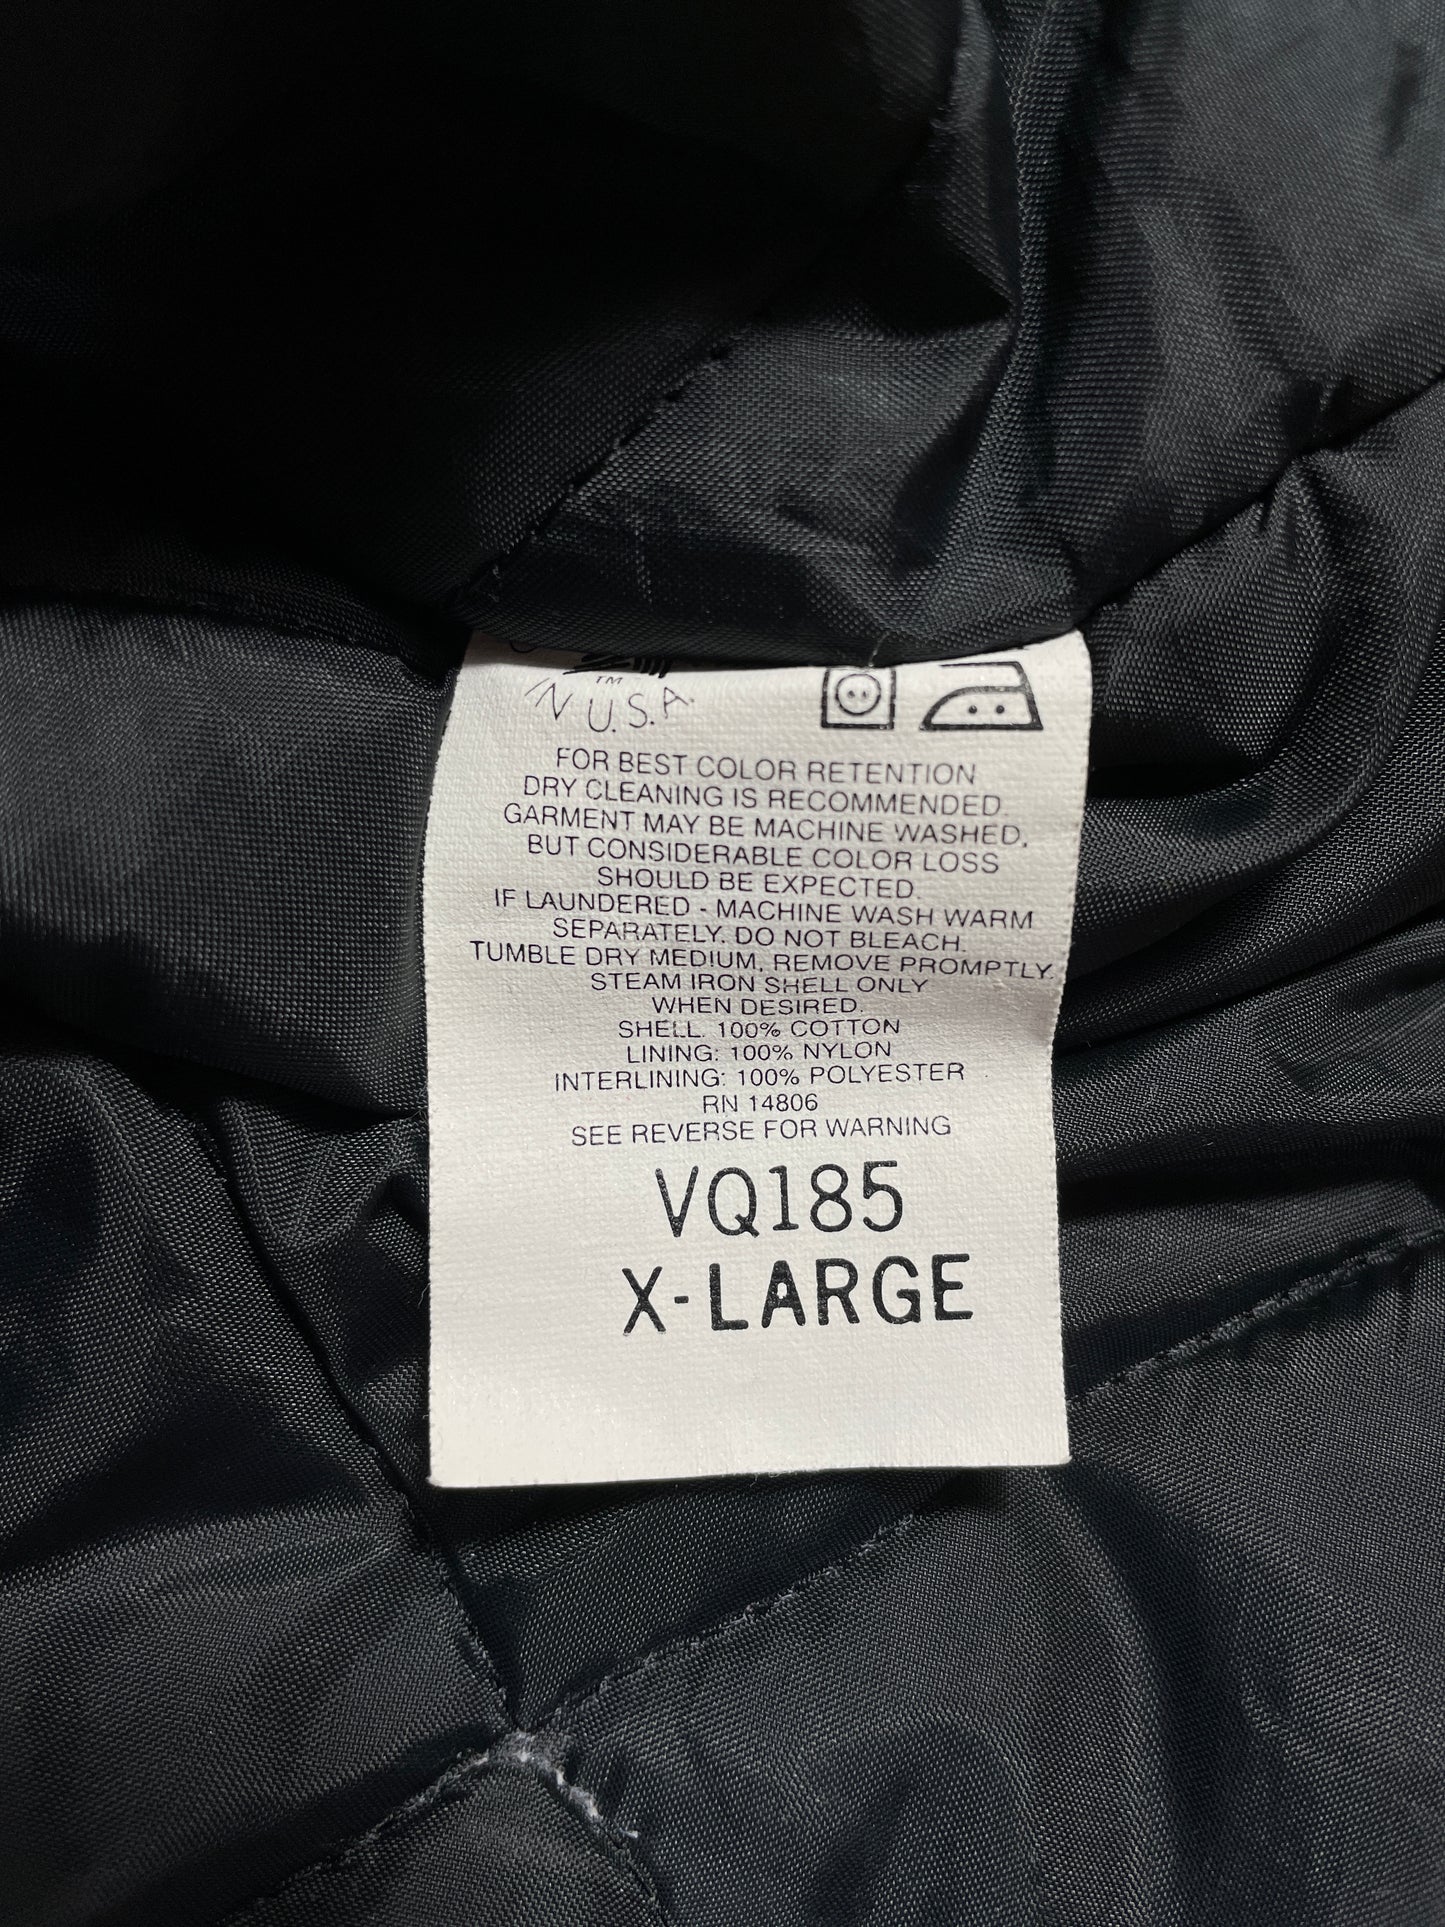 TM
IN U.S.A.
FOR BEST COLOR RETENTION
DRY CLEANING IS RECOMMENDED.
GARMENT MAY BE MACHINE WASHED,
BUT CONSIDERABLE COLOR LOSS
SHOULD BE EXPECTED.
IF LAUNDERED - MACHINE WASH WARM
SEPARATELY. DO NOT BLEACH.
TUMBLE DRY MEDIUM, REMOVE PROMPTLY.
STEAM IRON SHELL ONLY
WHEN DESIRED.
SHELL: 100% COTTON
LINING: 100% NYLON
INTERLINING: 100% POLYESTER
RN 14806
SEE REVERSE FOR WARNING
VQ185
X-LARGE